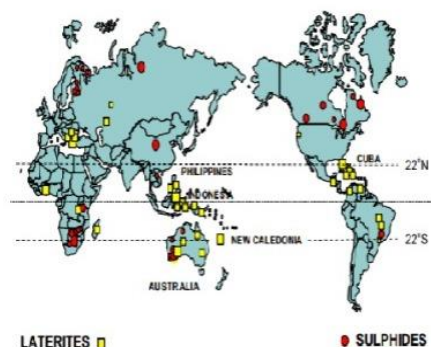 22°N
CUBA
PHILIPPINES
INDONESIA
22°S
NEW CALEDONIA
AUSTRALIA
LATERITES
SULPHIDES